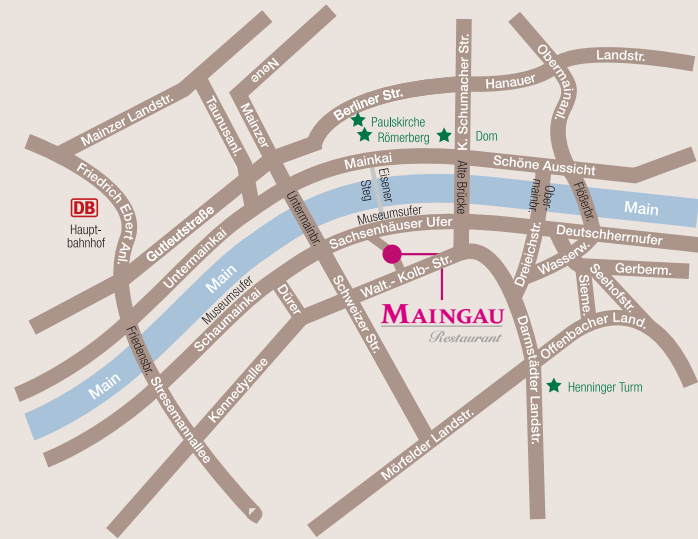 Landstr.
Obermainanl.
K. Schumacher Str.
Neue
Hanauer
Mainzer Landstr.
Taunusanl.
Mainzer
Berliner Str.
Paulskirche
Römerberg
Dom
Mainkai
Schöne Aussicht
Friedrich Ebert Anl.
Eiserner
Steg
Alte Brücke
Ober
mainbr.
Flößerbr.
DB
Haupt-
bahnhof
Gutleutstraße
Untermainkai
Untermainbr.
Museumsufer
Sachsenhäuser Ufer
Main
Deutschherrnufer
Main
Museumsufer
Schaumainkai
Dürer
Walt.- Kolb- Str.
Dreieichstr.
Wasserw.
Gerberm.
Seehofstr.
Sieme.
Schweizer Str.
MAINGAU
Restaurant
Friedensbr.
Main
Stresemannallee
Kennedyallee
Darmstädter Landstr.
Offenbacher Land.
Henninger Turm
Mörfelder Landstr.